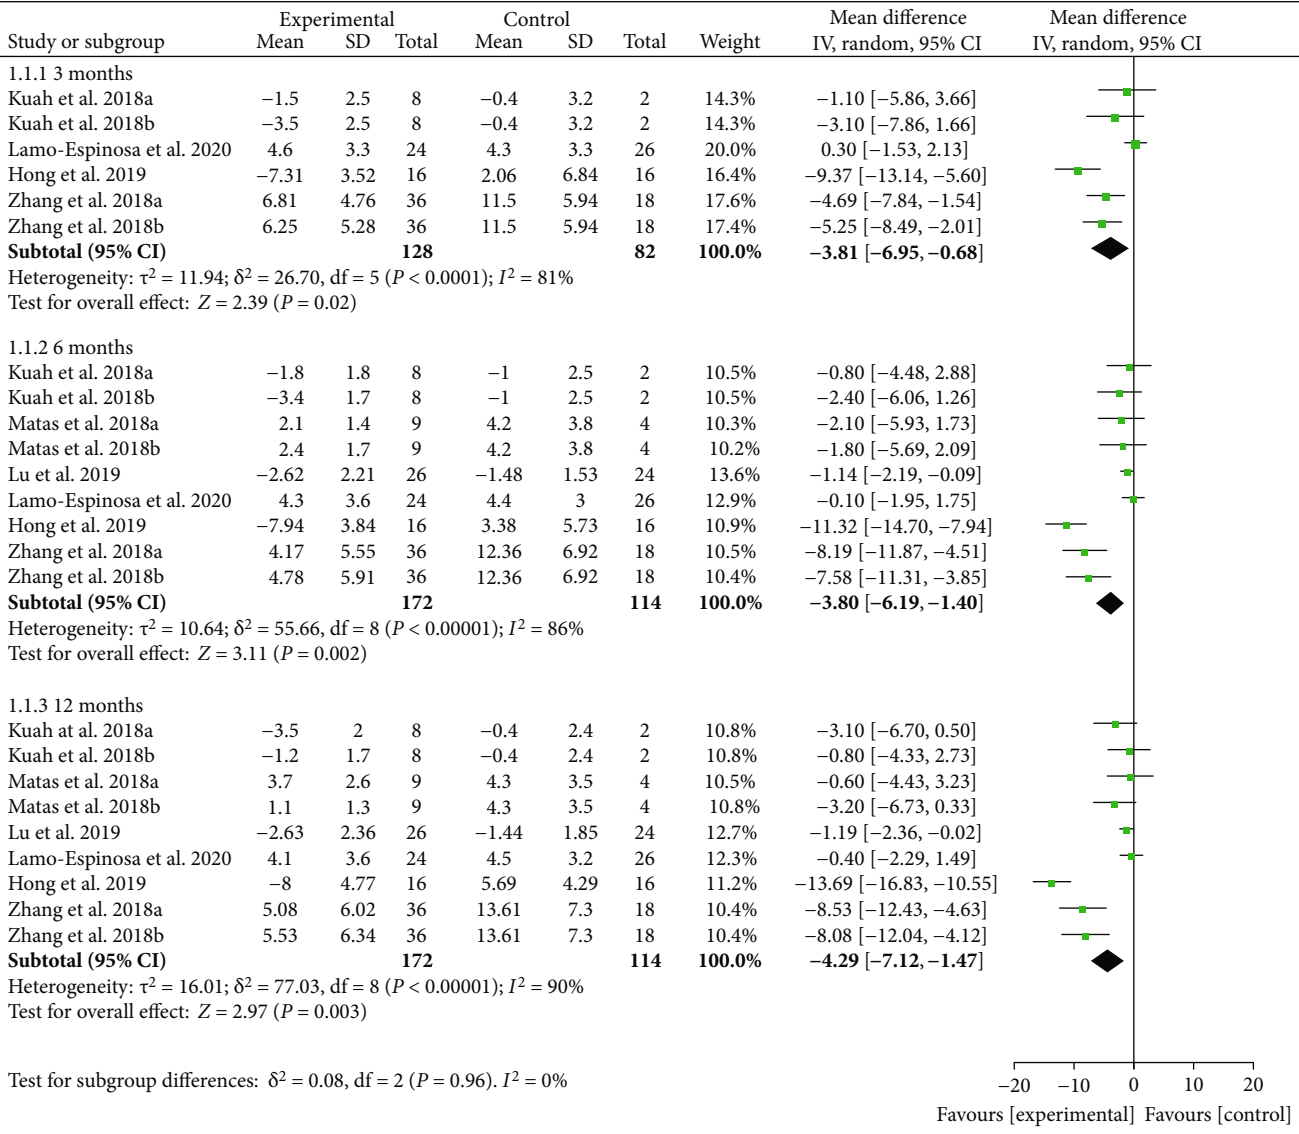 Experimental Control Mean difference Mean difference
Study or subgroup Mean SD Total Mean SD Total Weight IV, random, 95% CI IV, random, 95% CI
1.1.1 3 months
Kuah et al. 2018a −1.5 2.5 8 −0.4 3.2 2 14.3% −1.10 [−5.86, 3.66]
Kuah et al. 2018b −3.5 2.5 8 −0.4 3.2 2 14.3% −3.10 [−7.86, 1.66]
Lamo-Espinosa et al. 2020 4.6 3.3 24 4.3 3.3 26 20.0% 0.30 [−1.53, 2.13]
Hong et al. 2019 −7.31 3.52 16 2.06 6.84 16 16.4% −9.37 [−13.14, −5.60]
Zhang et al. 2018a 6.81 4.76 36 11.5 5.94 18 17.6% −4.69 [−7.84, −1.54]
Zhang et al. 2018b 6.25 5.28 36 11.5 5.94 18 17.4% −5.25 [−8.49, −2.01]
Subtotal (95% CI) 128 82 100.0% −3.81 [−6.95, −0.68]
Heterogeneity: τ² = 11.94; δ² = 26.70, df = 5 (P < 0.0001); I² = 81%
Test for overall effect: Z = 2.39 (P = 0.02)
1.1.2 6 months
Kuah et al. 2018a −1.8 1.8 8 −1 2.5 2 10.5% −0.80 [−4.48, 2.88]
Kuah et al. 2018b −3.4 1.7 8 −1 2.5 2 10.5% −2.40 [−6.06, 1.26]
Matas et al. 2018a 2.1 1.4 9 4.2 3.8 4 10.3% −2.10 [−5.93, 1.73]
Matas et al. 2018b 2.4 1.7 9 4.2 3.8 4 10.2% −1.80 [−5.69, 2.09]
Lu et al. 2019 −2.62 2.21 26 −1.48 1.53 24 13.6% −1.14 [−2.19, −0.09]
Lamo-Espinosa et al. 2020 4.3 3.6 24 4.4 3 26 12.9% −0.10 [−1.95, 1.75]
Hong et al. 2019 −7.94 3.84 16 3.38 5.73 16 10.9% −11.32 [−14.70, −7.94]
Zhang et al. 2018a 4.17 5.55 36 12.36 6.92 18 10.5% −8.19 [−11.87, −4.51]
Zhang et al. 2018b 4.78 5.91 36 12.36 6.92 18 10.4% −7.58 [−11.31, −3.85]
Subtotal (95% CI) 172 114 100.0% −3.80 [−6.19, −1.40]
Heterogeneity: τ² = 10.64; δ² = 55.66, df = 8 (P < 0.00001); I² = 86%
Test for overall effect: Z = 3.11 (P = 0.002)
1.1.3 12 months
Kuah at al. 2018a −3.5 2 8 −0.4 2.4 2 10.8% −3.10 [−6.70, 0.50]
Kuah et al. 2018b −1.2 1.7 8 −0.4 2.4 2 10.8% −0.80 [−4.33, 2.73]
Matas et al. 2018a 3.7 2.6 9 4.3 3.5 4 10.5% −0.60 [−4.43, 3.23]
Matas et al. 2018b 1.1 1.3 9 4.3 3.5 4 10.8% −3.20 [−6.73, 0.33]
Lu et al. 2019 −2.63 2.36 26 −1.44 1.85 24 12.7% −1.19 [−2.36, −0.02]
Lamo-Espinosa et al. 2020 4.1 3.6 24 4.5 3.2 26 12.3% −0.40 [−2.29, 1.49]
Hong et al. 2019 −8 4.77 16 5.69 4.29 16 11.2% −13.69 [−16.83, −10.55]
Zhang et al. 2018a 5.08 6.02 36 13.61 7.3 18 10.4% −8.53 [−12.43, −4.63]
Zhang et al. 2018b 5.53 6.34 36 13.61 7.3 18 10.4% −8.08 [−12.04, −4.12]
Subtotal (95% CI) 172 114 100.0% −4.29 [−7.12, −1.47]
Heterogeneity: τ² = 16.01; δ² = 77.03, df = 8 (P < 0.00001); I² = 90%
Test for overall effect: Z = 2.97 (P = 0.003)
Test for subgroup differences: δ² = 0.08, df = 2 (P = 0.96). I² = 0%
−20 −10 0 10 20
Favours [experimental] Favours [control]